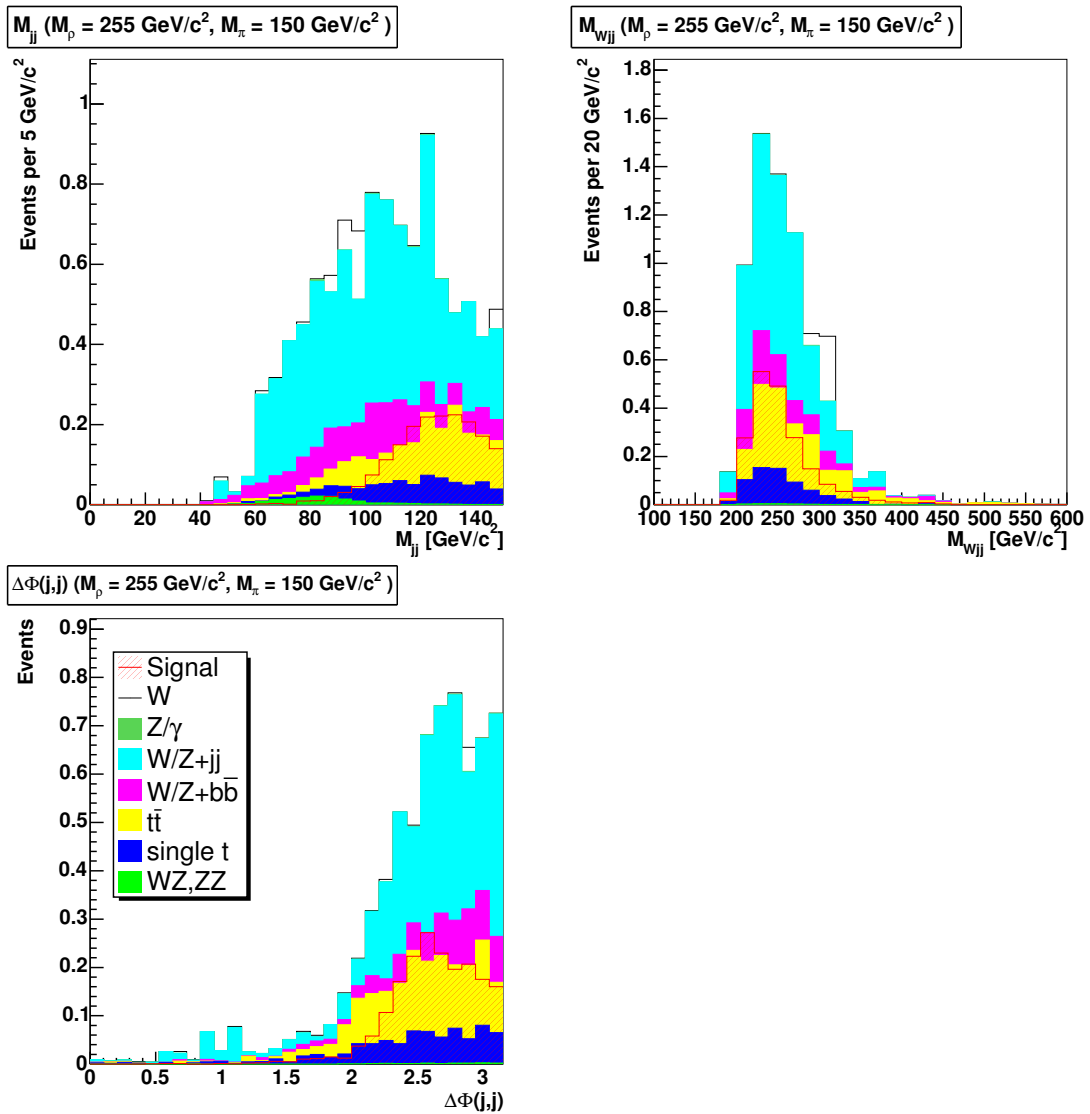 M_jj (M_ρ = 255 GeV/c², M_π = 150 GeV/c² )
Events per 5 GeV/c²
1
0.8
0.6
0.4
0.2
0
0 20 40 60 80 100 120 140
M_jj [GeV/c²]
M_Wjj (M_ρ = 255 GeV/c², M_π = 150 GeV/c² )
Events per 20 GeV/c²
1.8
1.6
1.4
1.2
1
0.8
0.6
0.4
0.2
0
100 150 200 250 300 350 400 450 500 550 600
M_Wjj [GeV/c²]
ΔΦ(j,j) (M_ρ = 255 GeV/c², M_π = 150 GeV/c² )
Events
0.9
0.8
0.7
0.6
0.5
0.4
0.3
0.2
0.1
0
Signal
W
Z/γ
W/Z+jj
W/Z+bb̄
tt̄
single t
WZ,ZZ
0 0.5 1 1.5 2 2.5 3
ΔΦ(j,j)